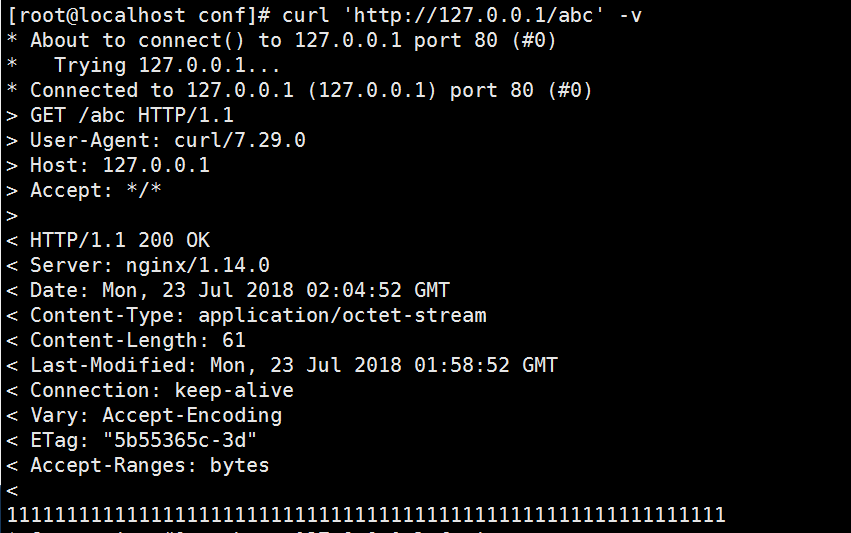 [root@localhost conf]# curl 'http://127.0.0.1/abc' -v
* About to connect() to 127.0.0.1 port 80 (#0)
*   Trying 127.0.0.1...
* Connected to 127.0.0.1 (127.0.0.1) port 80 (#0)
> GET /abc HTTP/1.1
> User-Agent: curl/7.29.0
> Host: 127.0.0.1
> Accept: */*
>
< HTTP/1.1 200 OK
< Server: nginx/1.14.0
< Date: Mon, 23 Jul 2018 02:04:52 GMT
< Content-Type: application/octet-stream
< Content-Length: 61
< Last-Modified: Mon, 23 Jul 2018 01:58:52 GMT
< Connection: keep-alive
< Vary: Accept-Encoding
< ETag: "5b55365c-3d"
< Accept-Ranges: bytes
<
111111111111111111111111111111111111111111111111111111111111